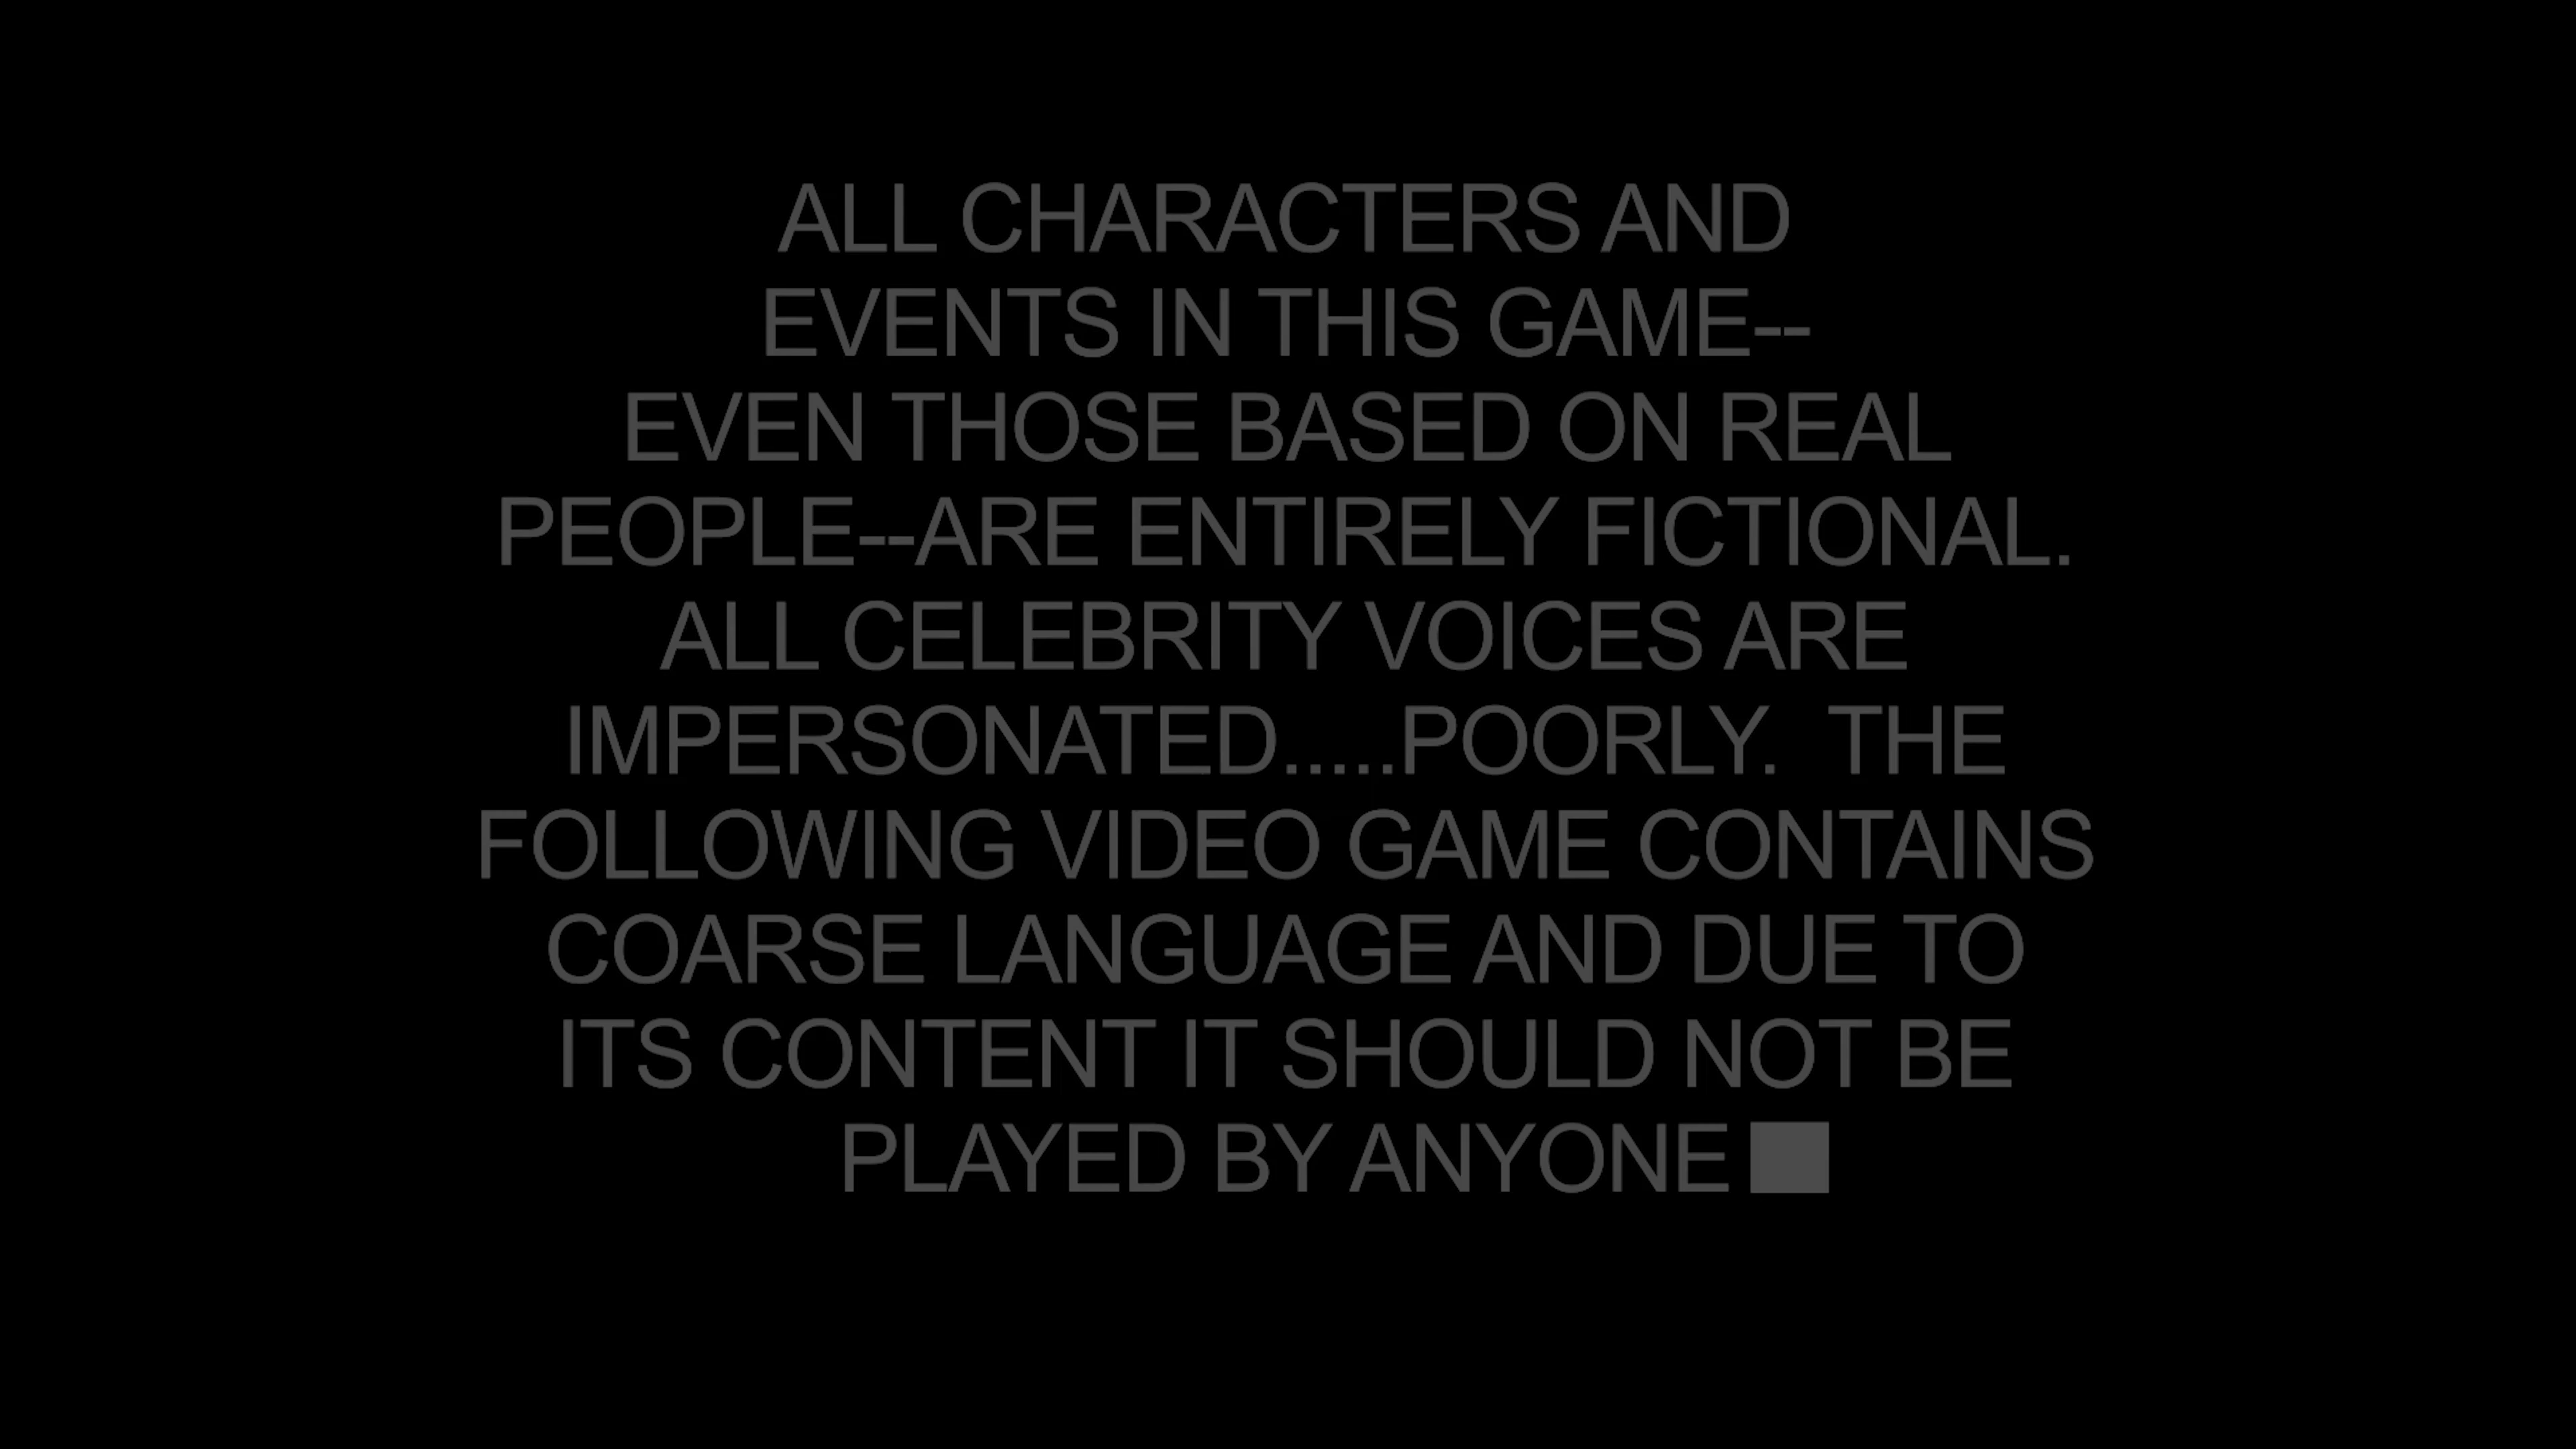 ALL CHARACTERS AND
EVENTS IN THIS GAME--
EVEN THOSE BASED ON REAL
PEOPLE--ARE ENTIRELY FICTIONAL.
ALL CELEBRITY VOICES ARE
IMPERSONATED.....POORLY.  THE
FOLLOWING VIDEO GAME CONTAINS
COARSE LANGUAGE AND DUE TO
ITS CONTENT IT SHOULD NOT BE
PLAYED BY ANYONE ■